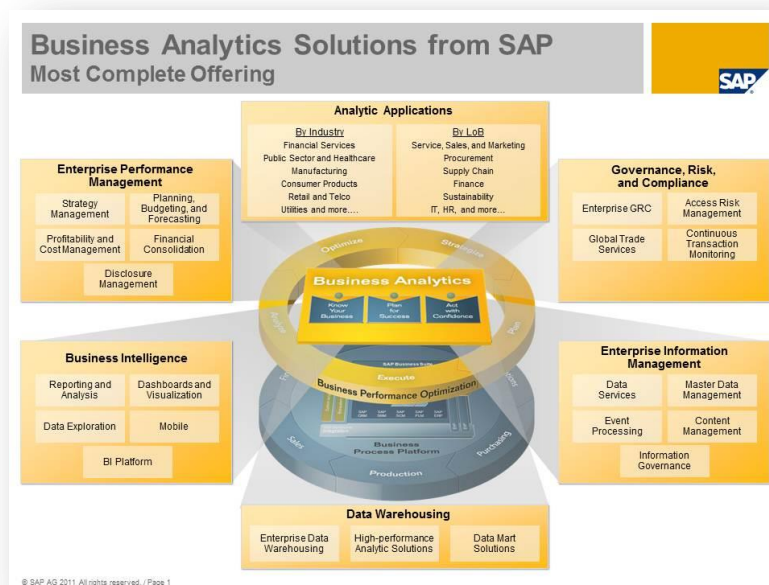 Business Analytics Solutions from SAP
Most Complete Offering
SAP
Analytic Applications
By Industry
Financial Services
Public Sector and Healthcare
Manufacturing
Consumer Products
Retail and Telco
Utilities and more….
By LoB
Service, Sales, and Marketing
Procurement
Supply Chain
Finance
Sustainability
IT, HR, and more…
Enterprise Performance
Management
Strategy
Management
Planning,
Budgeting, and
Forecasting
Profitability and
Cost Management
Financial
Consolidation
Disclosure
Management
Governance, Risk,
and Compliance
Enterprise GRC
Access Risk
Management
Global Trade
Services
Continuous
Transaction
Monitoring
Optimize
Strategize
Analyze
Plan
Business Analytics
Know
Your
Business
Plan
for
Success
Act
with
Confidence
SAP Business Suite
Execute
Business Performance Optimization
Business
Process Platform
Sales
Production
Purchasing
Business Intelligence
Reporting and
Analysis
Dashboards and
Visualization
Data Exploration
Mobile
BI Platform
Enterprise Information
Management
Data
Services
Master Data
Management
Event
Processing
Content
Management
Information
Governance
Data Warehousing
Enterprise Data
Warehousing
High-performance
Analytic Solutions
Data Mart
Solutions
© SAP AG 2011. All rights reserved. / Page 1